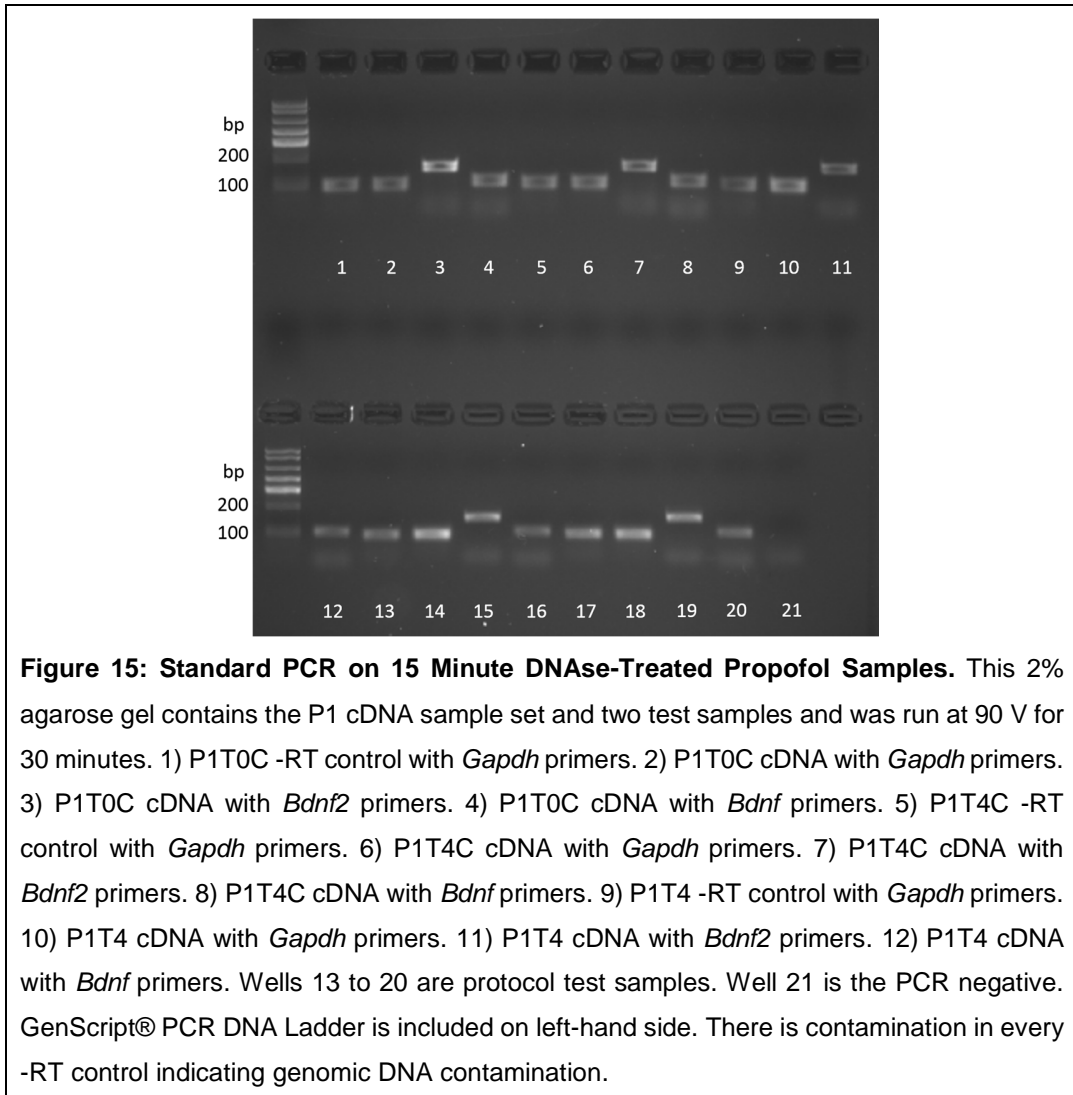 bp
200
100
1 2 3 4 5 6 7 8 9 10 11
bp
200
100
12 13 14 15 16 17 18 19 20 21
Figure 15: Standard PCR on 15 Minute DNAse-Treated Propofol Samples. This 2%
agarose gel contains the P1 cDNA sample set and two test samples and was run at 90 V for
30 minutes. 1) P1T0C -RT control with Gapdh primers. 2) P1T0C cDNA with Gapdh primers.
3) P1T0C cDNA with Bdnf2 primers. 4) P1T0C cDNA with Bdnf primers. 5) P1T4C -RT
control with Gapdh primers. 6) P1T4C cDNA with Gapdh primers. 7) P1T4C cDNA with
Bdnf2 primers. 8) P1T4C cDNA with Bdnf primers. 9) P1T4 -RT control with Gapdh primers.
10) P1T4 cDNA with Gapdh primers. 11) P1T4 cDNA with Bdnf2 primers. 12) P1T4 cDNA
with Bdnf primers. Wells 13 to 20 are protocol test samples. Well 21 is the PCR negative.
GenScript® PCR DNA Ladder is included on left-hand side. There is contamination in every
-RT control indicating genomic DNA contamination.